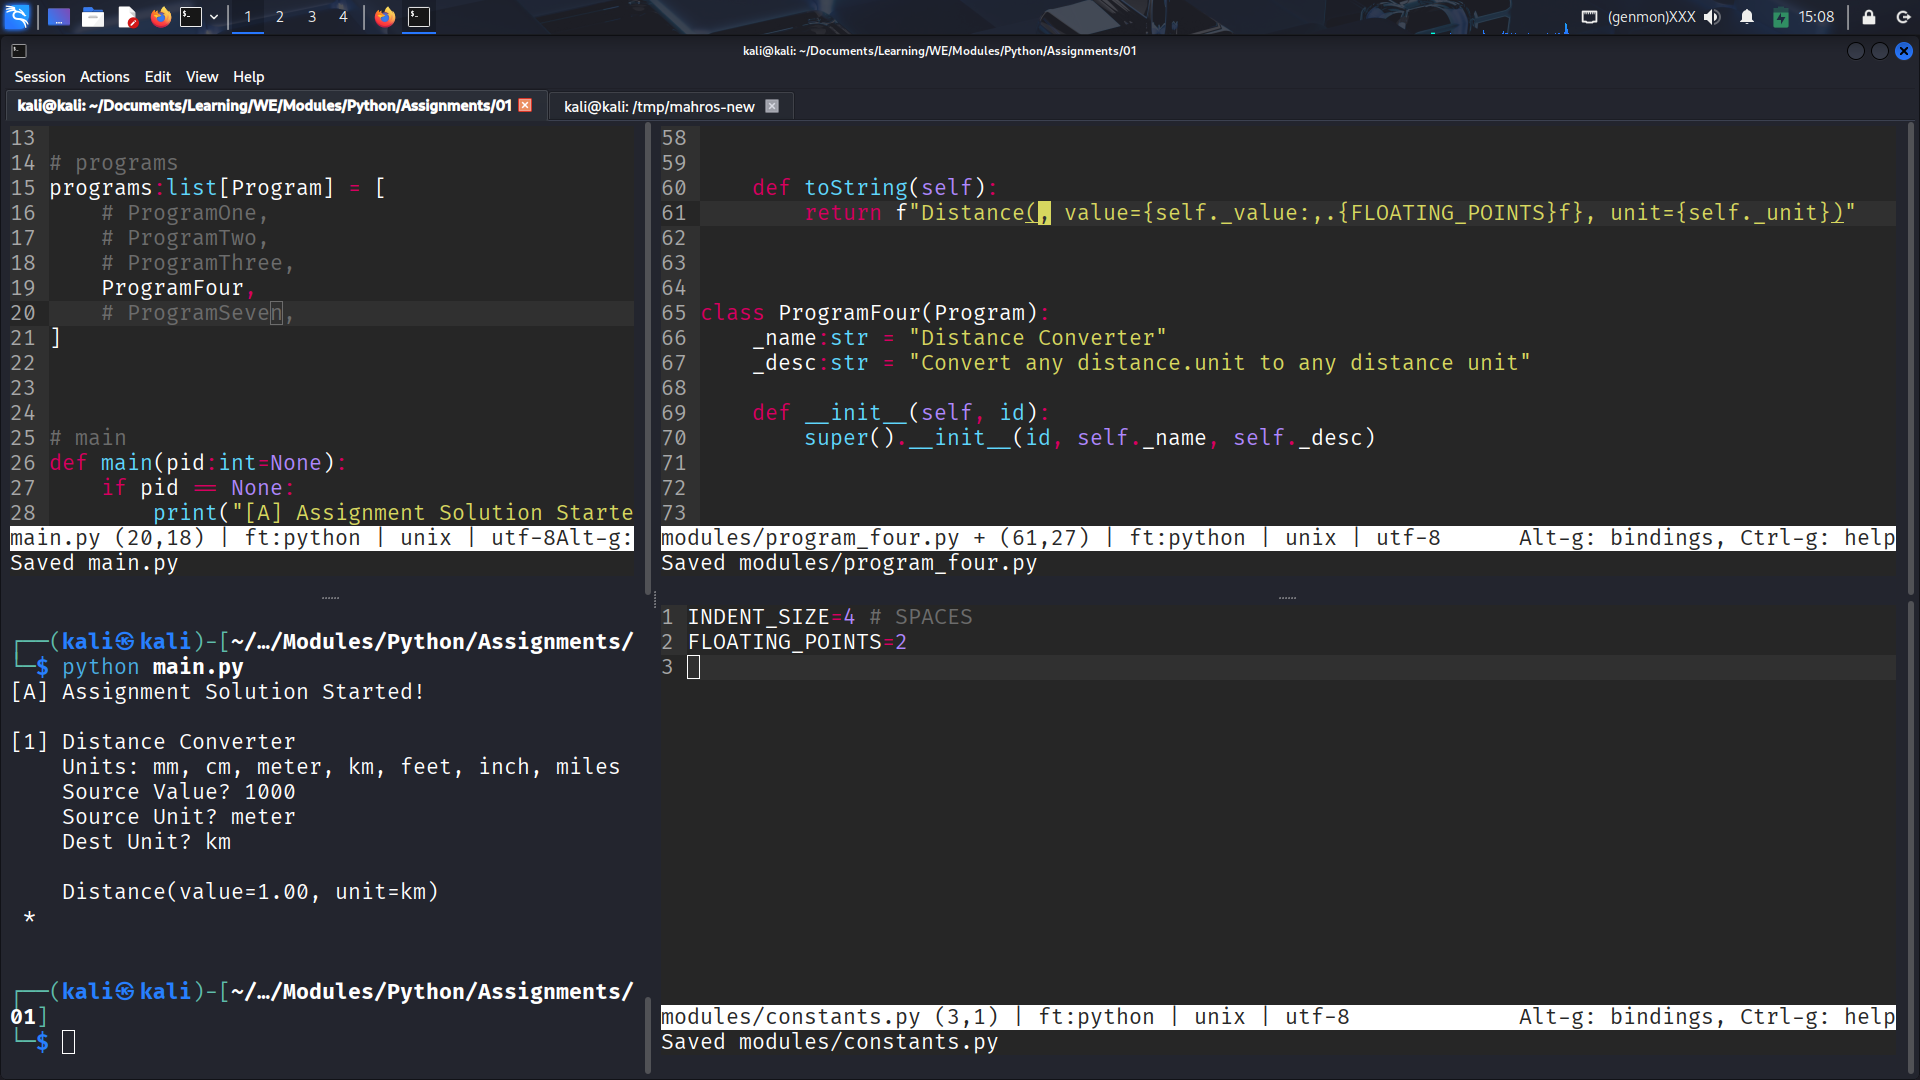 1 2 3 4 (genmon)XXX 15:08
kali@kali: ~/Documents/Learning/WE/Modules/Python/Assignments/01
Session Actions Edit View Help
kali@kali: ~/Documents/Learning/WE/Modules/Python/Assignments/01 kali@kali: /tmp/mahros-new
13
14 # programs
15 programs:list[Program] = [
16     # ProgramOne,
17     # ProgramTwo,
18     # ProgramThree,
19     ProgramFour,
20     # ProgramSeven,
21 ]
22
23
24
25 # main
26 def main(pid:int=None):
27     if pid == None:
28         print("[A] Assignment Solution Starte
main.py (20,18) | ft:python | unix | utf-8Alt-g:
Saved main.py
58
59
60     def toString(self):
61         return f"Distance(, value={self._value:,.{FLOATING_POINTS}f}, unit={self._unit})"
62
63
64
65 class ProgramFour(Program):
66     _name:str = "Distance Converter"
67     _desc:str = "Convert any distance.unit to any distance unit"
68
69     def __init__(self, id):
70         super().__init__(id, self._name, self._desc)
71
72
73
modules/program_four.py + (61,27) | ft:python | unix | utf-8 Alt-g: bindings, Ctrl-g: help
Saved modules/program_four.py
(kali㉿kali)-[~/…/Modules/Python/Assignments/
$ python main.py
[A] Assignment Solution Started!
[1] Distance Converter
    Units: mm, cm, meter, km, feet, inch, miles
    Source Value? 1000
    Source Unit? meter
    Dest Unit? km
    Distance(value=1.00, unit=km)
 *
(kali㉿kali)-[~/…/Modules/Python/Assignments/
01]
$
1 INDENT_SIZE=4 # SPACES
2 FLOATING_POINTS=2
3
modules/constants.py (3,1) | ft:python | unix | utf-8 Alt-g: bindings, Ctrl-g: help
Saved modules/constants.py